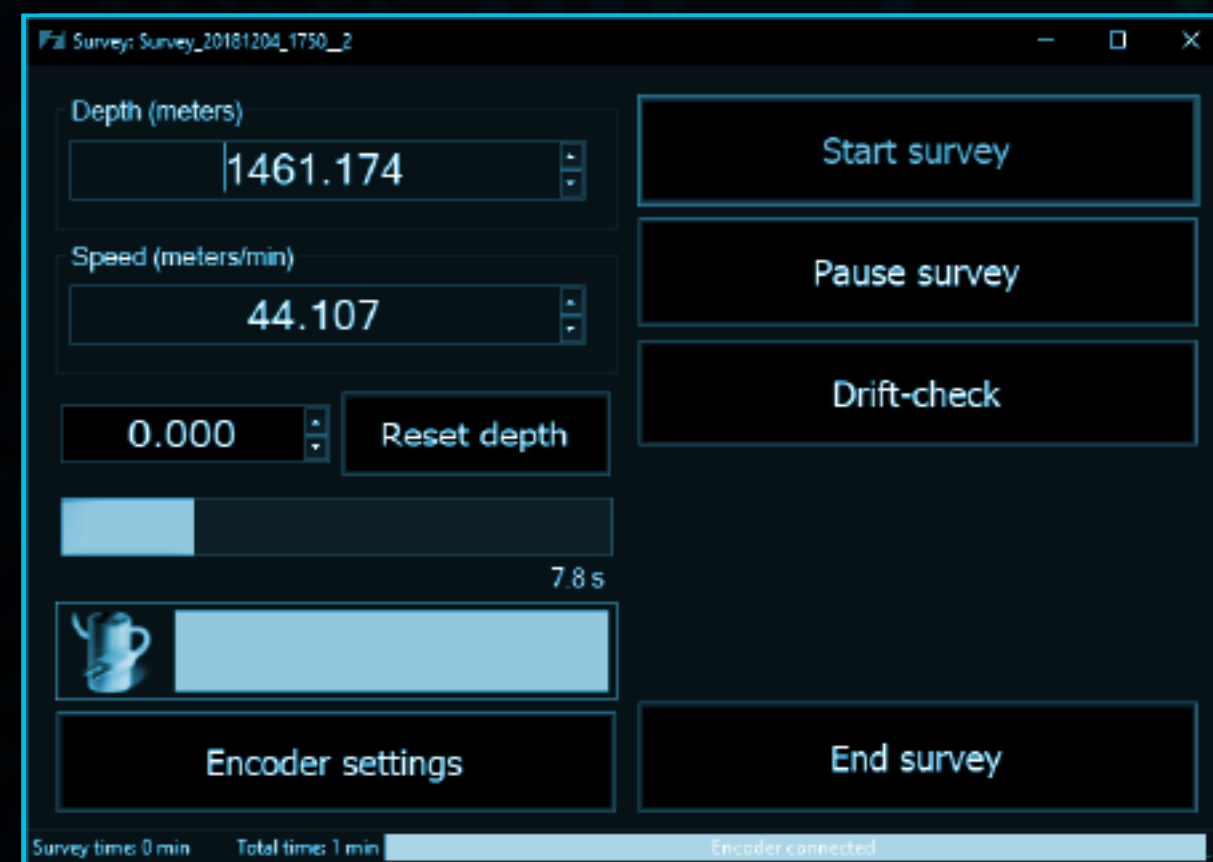 Survey: Survey_20181204_1750__2
Depth (meters)
1461.174
Speed (meters/min)
44.107
0.000
Reset depth
7.8 s
Encoder settings
Start survey
Pause survey
Drift-check
End survey
Survey time: 0 min
Total time: 1 min
Encoder connected